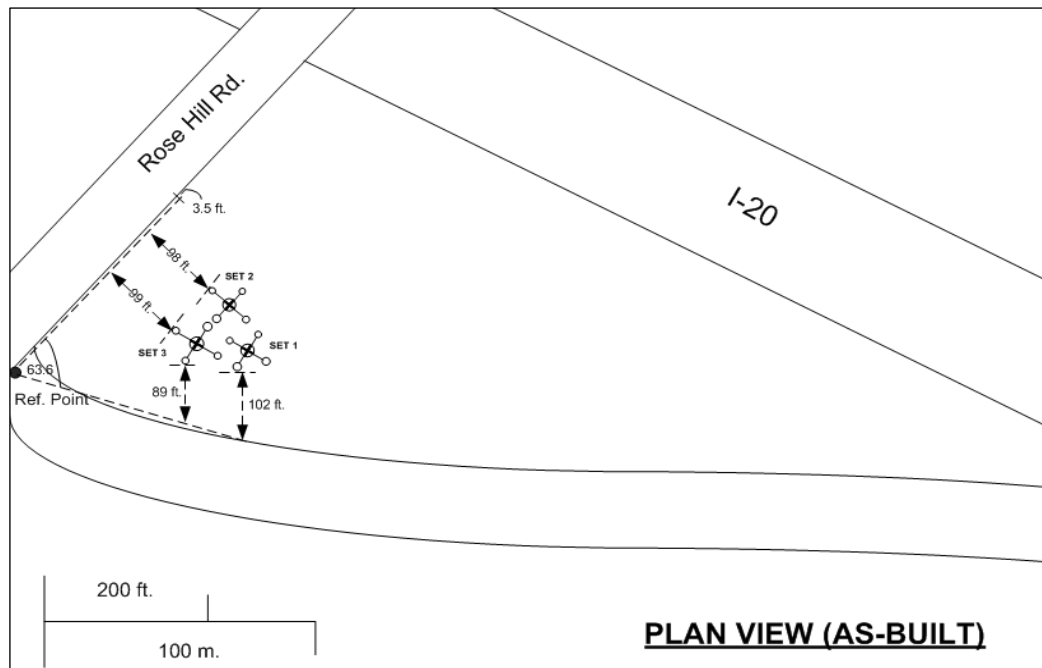 Rose Hill Rd.
I-20
3.5 ft.
98 ft.
SET 2
99 ft.
SET 3
SET 1
63.6
Ref. Point
89 ft.
102 ft.
200 ft.
100 m.
PLAN VIEW (AS-BUILT)